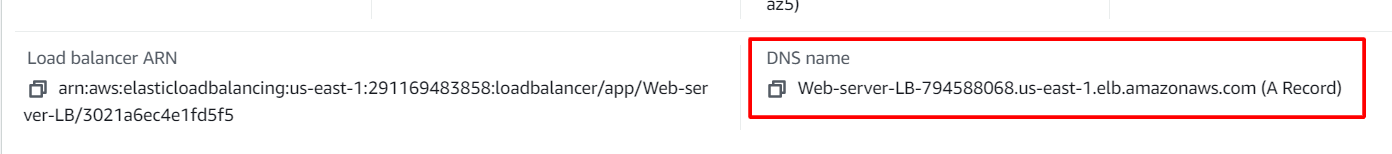 az5)
Load balancer ARN
DNS name
arn:aws:elasticloadbalancing:us-east-1:291169483858:loadbalancer/app/Web-ser
ver-LB/3021a6ec4e1fd5f5
Web-server-LB-794588068.us-east-1.elb.amazonaws.com (A Record)